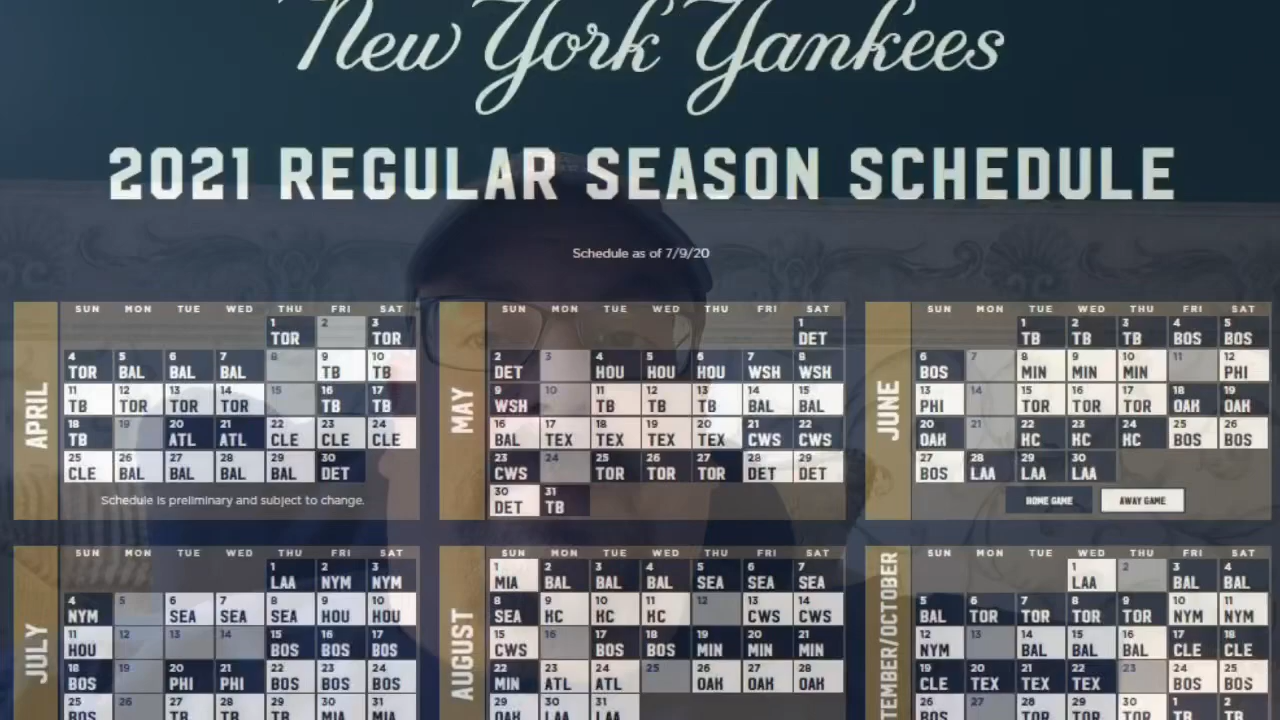 New York Yankees
2021 REGULAR SEASON SCHEDULE
Schedule as of 7/9/20
APRIL
SUN MON TUE WED THU FRI SAT
1 TOR 2 3 TOR
4 TOR 5 BAL 6 BAL 7 BAL 8 9 TB 10 TB
11 TB 12 TOR 13 TOR 14 TOR 15 16 TB 17 TB
18 TB 19 20 ATL 21 ATL 22 CLE 23 CLE 24 CLE
25 CLE 26 BAL 27 BAL 28 BAL 29 BAL 30 DET
Schedule is preliminary and subject to change.
MAY
SUN MON TUE WED THU FRI SAT
1 DET
2 DET 3 4 HOU 5 HOU 6 HOU 7 WSH 8 WSH
9 WSH 10 11 TB 12 TB 13 TB 14 BAL 15 BAL
16 BAL 17 TEX 18 TEX 19 TEX 20 TEX 21 CWS 22 CWS
23 CWS 24 25 TOR 26 TOR 27 TOR 28 DET 29 DET
30 DET 31 TB
JUNE
SUN MON TUE WED THU FRI SAT
1 TB 2 TB 3 TB 4 BOS 5 BOS
6 BOS 7 8 MIN 9 MIN 10 MIN 11 12 PHI
13 PHI 14 15 TOR 16 TOR 17 TOR 18 OAK 19 OAK
20 OAK 21 22 KC 23 KC 24 KC 25 BOS 26 BOS
27 BOS 28 LAA 29 LAA 30 LAA
HOME GAME AWAY GAME
JULY
SUN MON TUE WED THU FRI SAT
1 LAA 2 NYM 3 NYM
4 NYM 5 6 SEA 7 SEA 8 SEA 9 HOU 10 HOU
11 HOU 12 13 14 15 BOS 16 BOS 17 BOS
18 BOS 19 20 PHI 21 PHI 22 BOS 23 BOS 24 BOS
25 BOS 26 27 TB 28 TB 29 TB 30 MIA 31 MIA
AUGUST
SUN MON TUE WED THU FRI SAT
1 MIA 2 BAL 3 BAL 4 BAL 5 SEA 6 SEA 7 SEA
8 SEA 9 KC 10 KC 11 KC 12 13 CWS 14 CWS
15 CWS 16 17 BOS 18 BOS 19 MIN 20 MIN 21 MIN
22 MIN 23 ATL 24 ATL 25 26 OAK 27 OAK 28 OAK
29 OAK 30 LAA 31 LAA
TEMBER/OCTOBER
SUN MON TUE WED THU FRI SAT
1 LAA 2 3 BAL 4 BAL
5 BAL 6 TOR 7 TOR 8 TOR 9 TOR 10 NYM 11 NYM
12 NYM 13 14 BAL 15 BAL 16 BAL 17 CLE 18 CLE
19 CLE 20 TEX 21 TEX 22 TEX 23 24 BOS 25 BOS
26 BOS 27 28 TOR 29 TOR 30 TOR 1 TB 2 TB